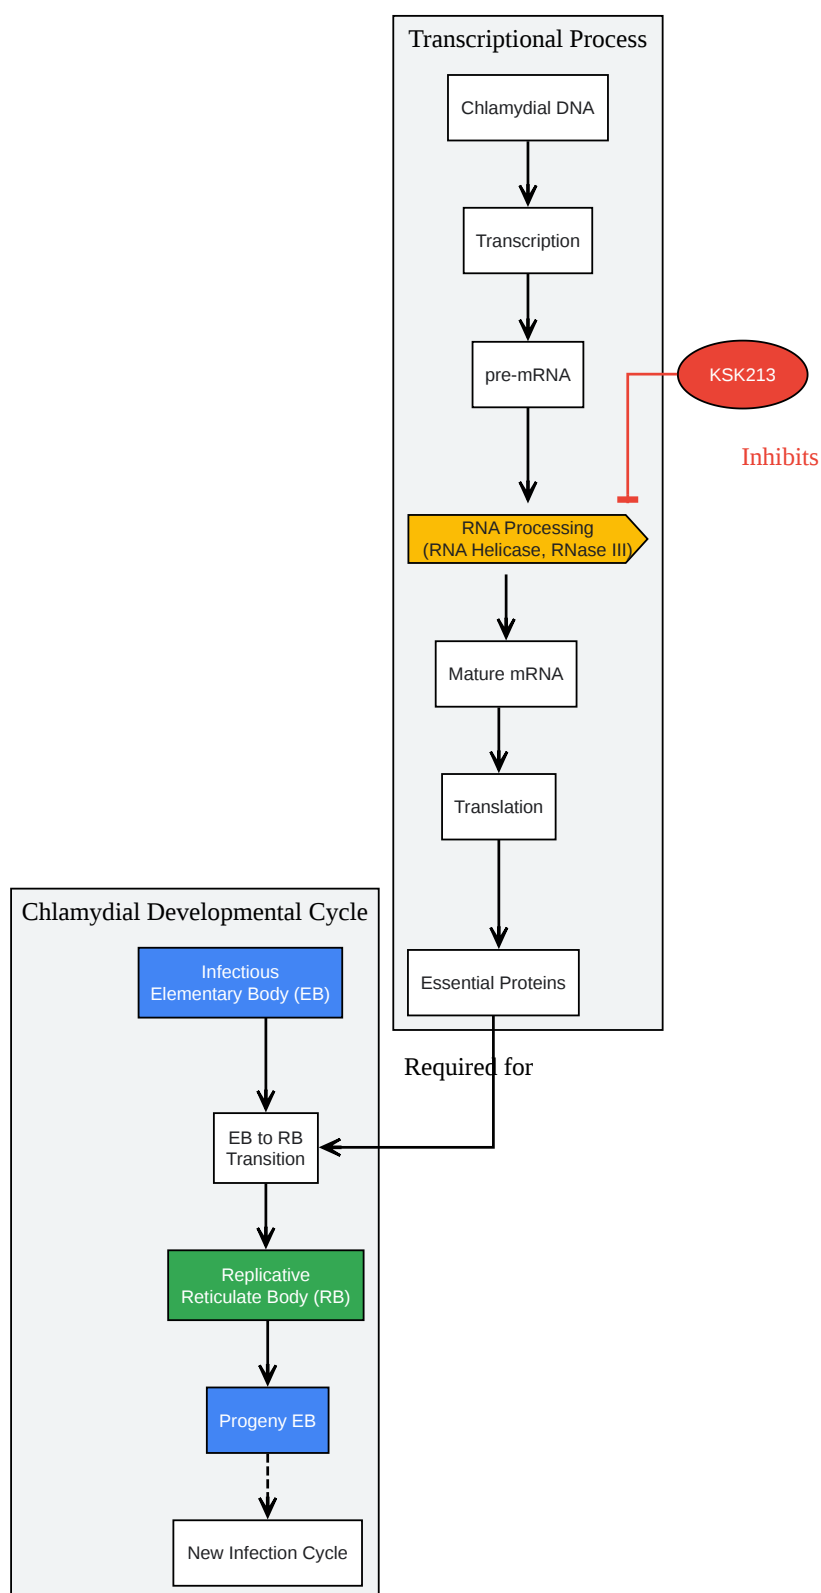 Transcriptional Process
Chlamydial DNA
Transcription
pre-mRNA
KSK213
Inhibits
RNA Processing
(RNA Helicase, RNase III)
Mature mRNA
Translation
Essential Proteins
Required for
Chlamydial Developmental Cycle
Infectious
Elementary Body (EB)
EB to RB
Transition
Replicative
Reticulate Body (RB)
Progeny EB
New Infection Cycle